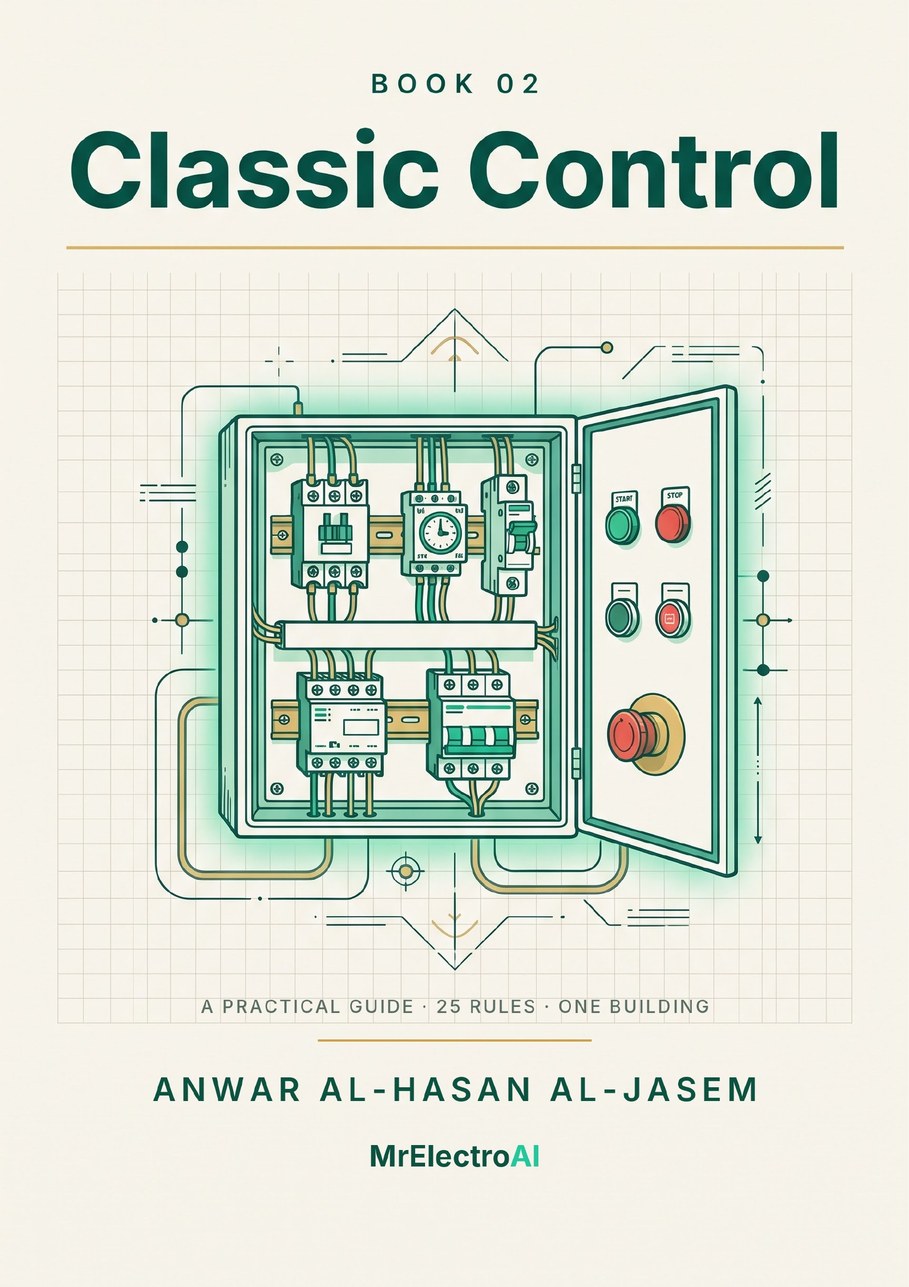 BOOK 02
Classic Control
START STOP
A PRACTICAL GUIDE · 25 RULES · ONE BUILDING
ANWAR AL-HASAN AL-JASEM
MrElectroAI